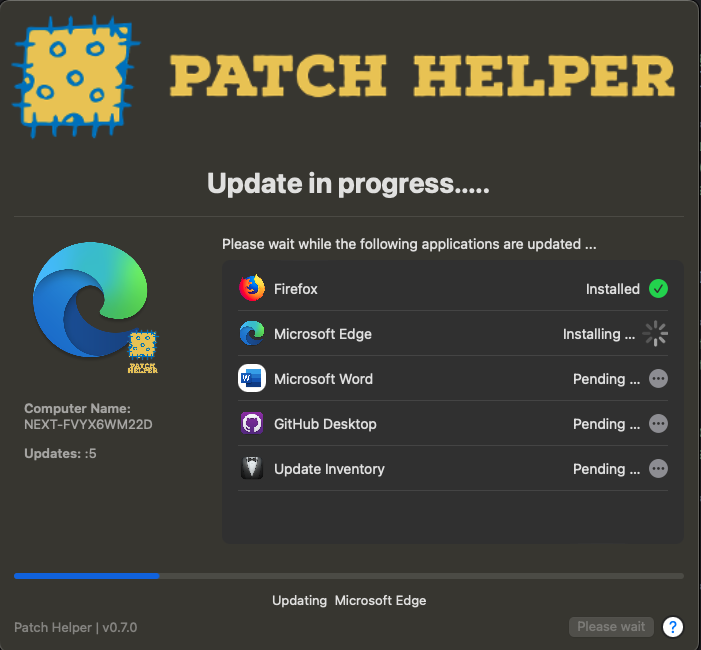 PATCH HELPER
Update in progress.....
Please wait while the following applications are updated ...
Firefox Installed
Microsoft Edge Installing ...
Microsoft Word Pending ...
GitHub Desktop Pending ...
Update Inventory Pending ...
PATCH
HELPER
Computer Name:
NEXT-FVYX6WM22D
Updates: :5
Updating Microsoft Edge
Patch Helper | v0.7.0
Please wait
?